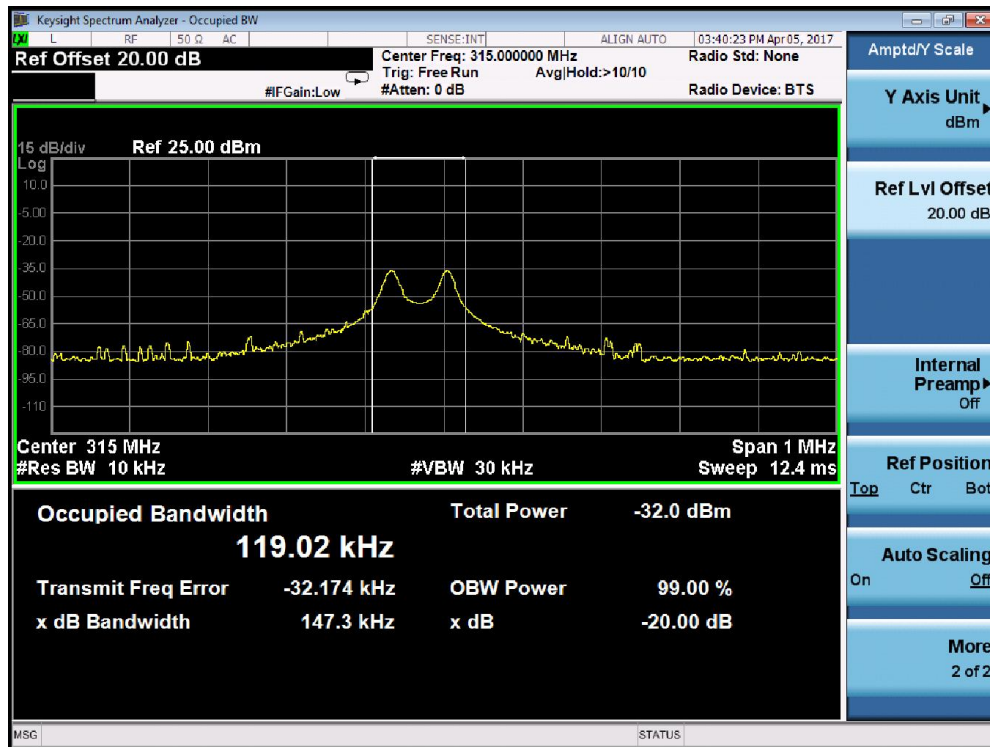 Keysight Spectrum Analyzer - Occupied BW
LXI L RF 50 Ω AC SENSE:INT ALIGN AUTO 03:40:23 PM Apr 05, 2017
Ref Offset 20.00 dB
Center Freq: 315.000000 MHz
Radio Std: None
Trig: Free Run Avg|Hold:>10/10
#IFGain:Low
#Atten: 0 dB
Radio Device: BTS
15 dB/div Ref 25.00 dBm
Log
10.0
-5.00
-20.0
-35.0
-50.0
-65.0
-80.0
-95.0
-110
Center 315 MHz
Span 1 MHz
#Res BW 10 kHz
#VBW 30 kHz
Sweep 12.4 ms
Occupied Bandwidth
Total Power -32.0 dBm
119.02 kHz
Transmit Freq Error -32.174 kHz
OBW Power 99.00 %
x dB Bandwidth 147.3 kHz
x dB -20.00 dB
MSG
STATUS
Amptd/Y Scale
Y Axis Unit
dBm
Ref Lvl Offset
20.00 dB
Internal
Preamp
Off
Ref Position
Top Ctr Bot
Auto Scaling
On Off
More
2 of 2